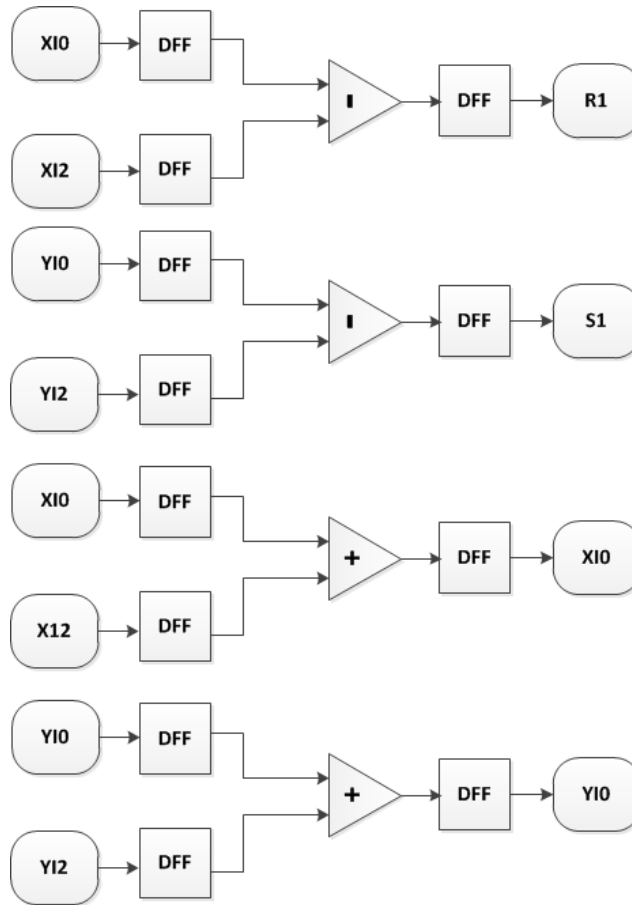 XI0
DFF
-
DFF
R1
XI2
DFF
YI0
DFF
-
DFF
S1
YI2
DFF
XI0
DFF
+
DFF
XI0
X12
DFF
YI0
DFF
+
DFF
YI0
YI2
DFF